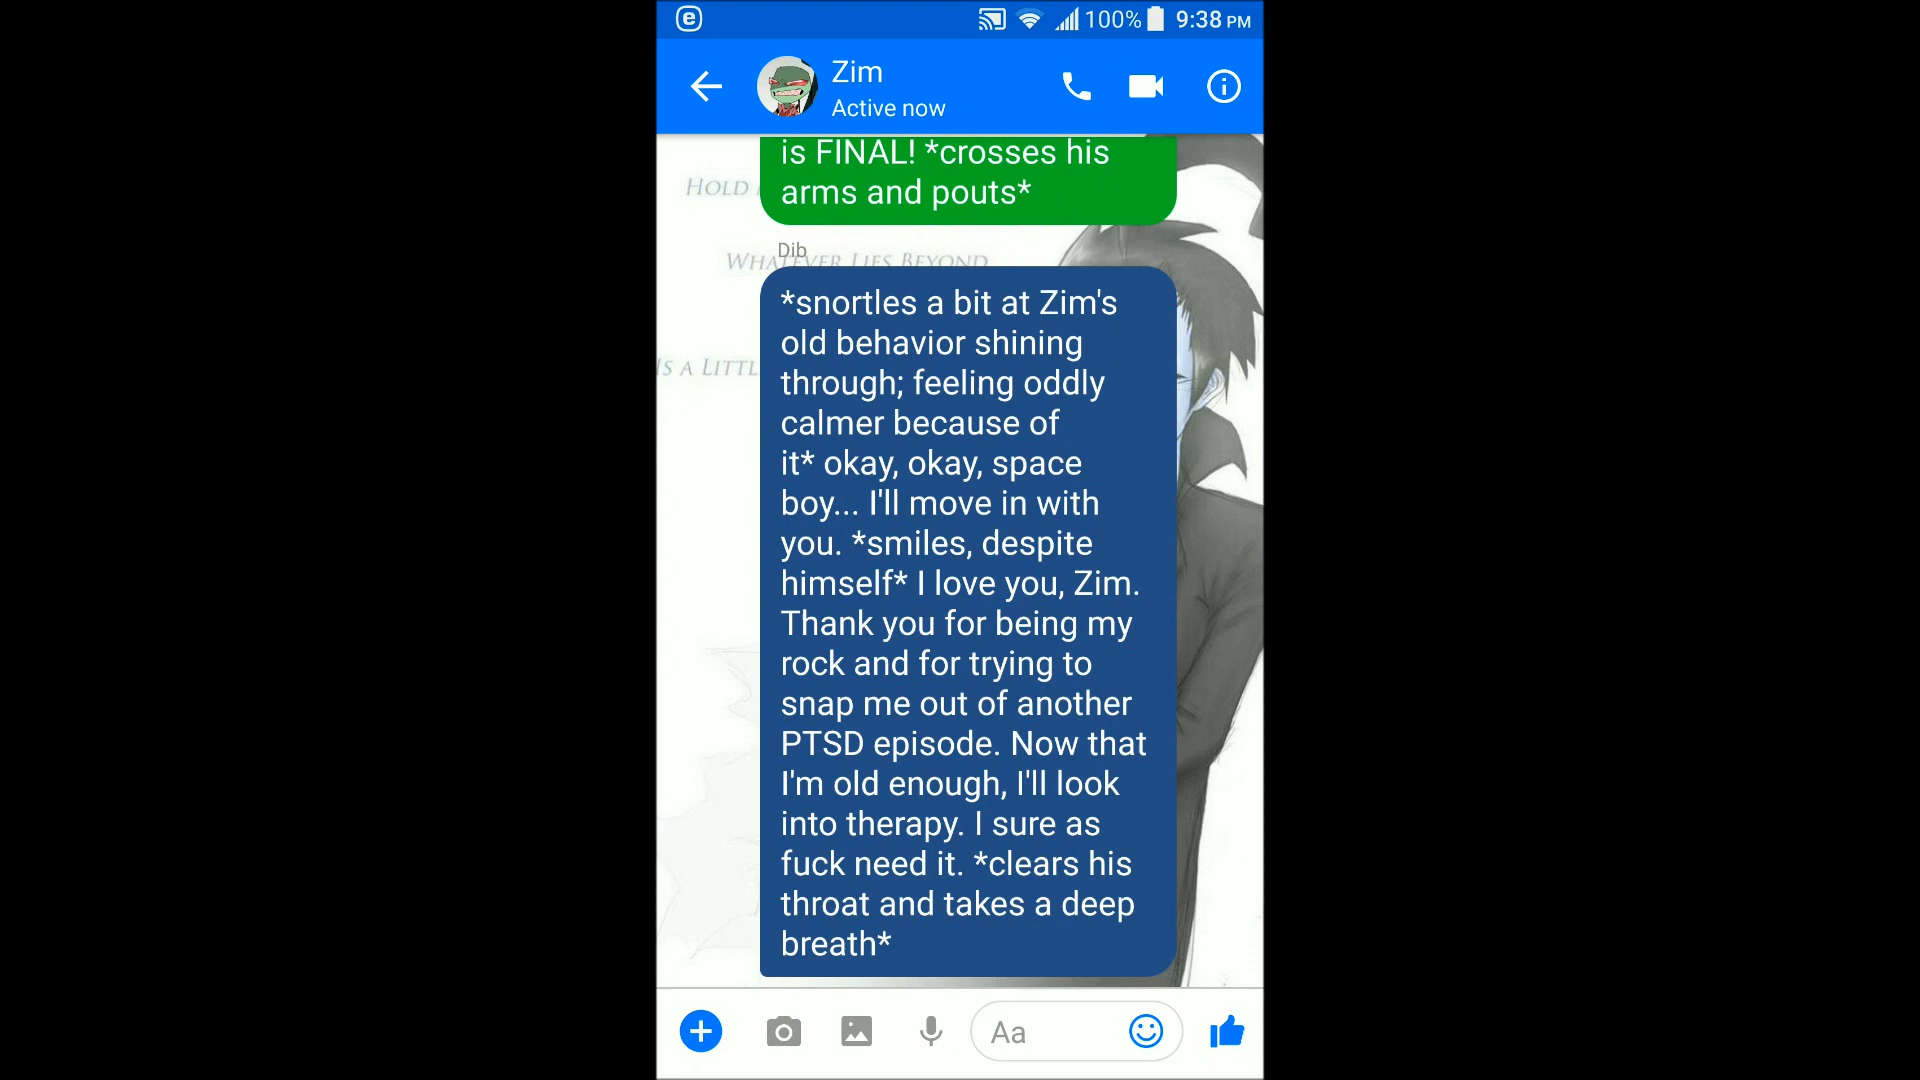 100% 9:38 PM
Zim
Active now
is FINAL! *crosses his
arms and pouts*
HOLD
Dib
WHATEVER LIES BEYOND
*snortles a bit at Zim's
old behavior shining
through; feeling oddly
calmer because of
it* okay, okay, space
boy... I'll move in with
you. *smiles, despite
himself* I love you, Zim.
Thank you for being my
rock and for trying to
snap me out of another
PTSD episode. Now that
I'm old enough, I'll look
into therapy. I sure as
fuck need it. *clears his
throat and takes a deep
breath*
IS A
Aa